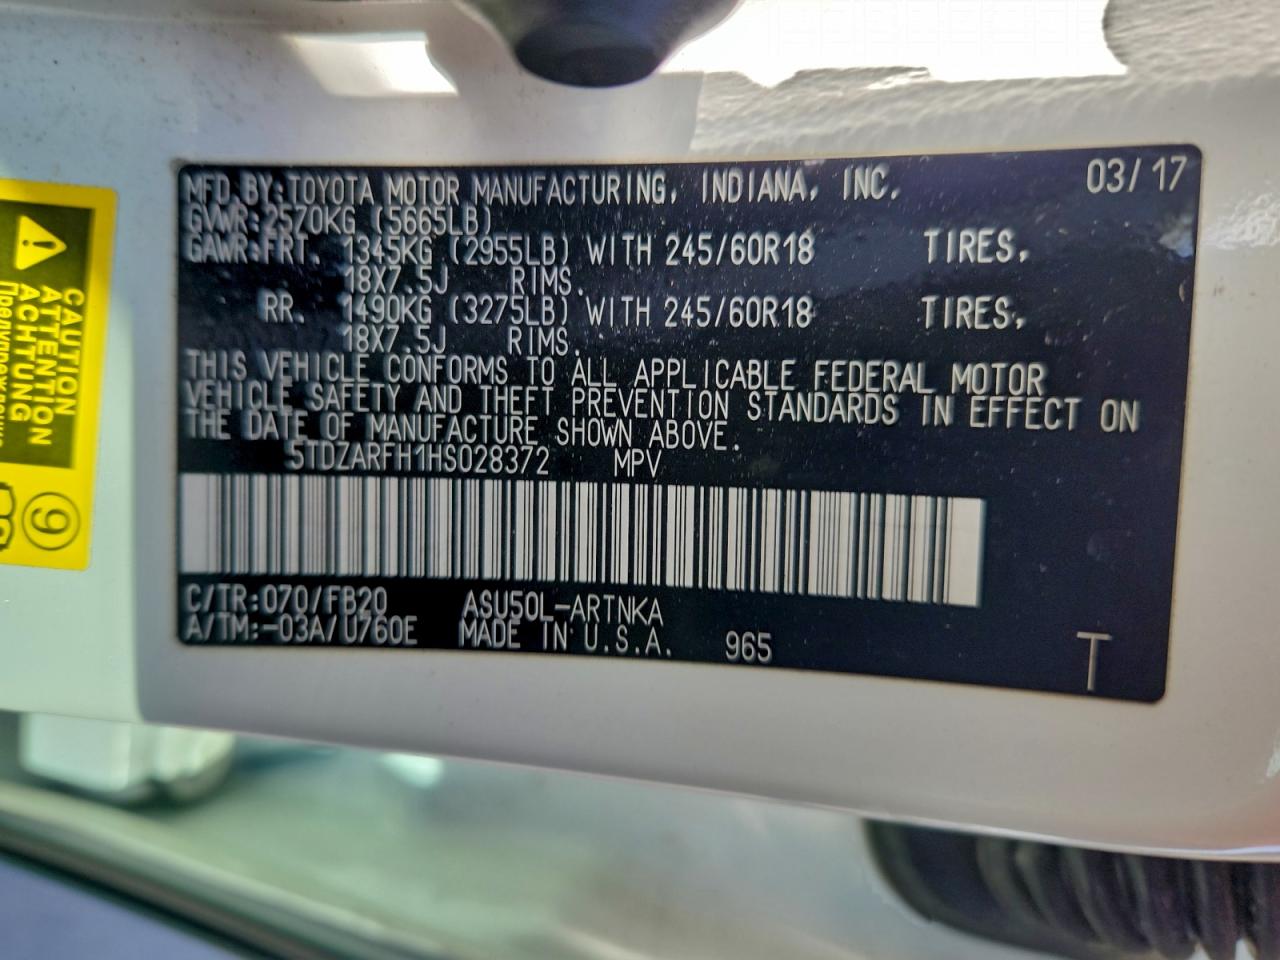 MFD.BY:TOYOTA MOTOR MANUFACTURING, INDIANA, INC. 03/17
GVWR:2570KG (5665LB)
GAWR:FRT. 1345KG (2955LB) WITH 245/60R18 TIRES,
18X7.5J RIMS.
RR. 1490KG (3275LB) WITH 245/60R18 TIRES,
18X7.5J RIMS.
THIS VEHICLE CONFORMS TO ALL APPLICABLE FEDERAL MOTOR
VEHICLE SAFETY AND THEFT PREVENTION STANDARDS IN EFFECT ON
THE DATE OF MANUFACTURE SHOWN ABOVE.
5TDZARFH1HS028372 MPV
C/TR:070/FB20 ASU50L-ARTNKA
A/TM:-03A/U760E MADE IN U.S.A. 965 T
CAUTION
ATTENTION
ACHTUNG
9